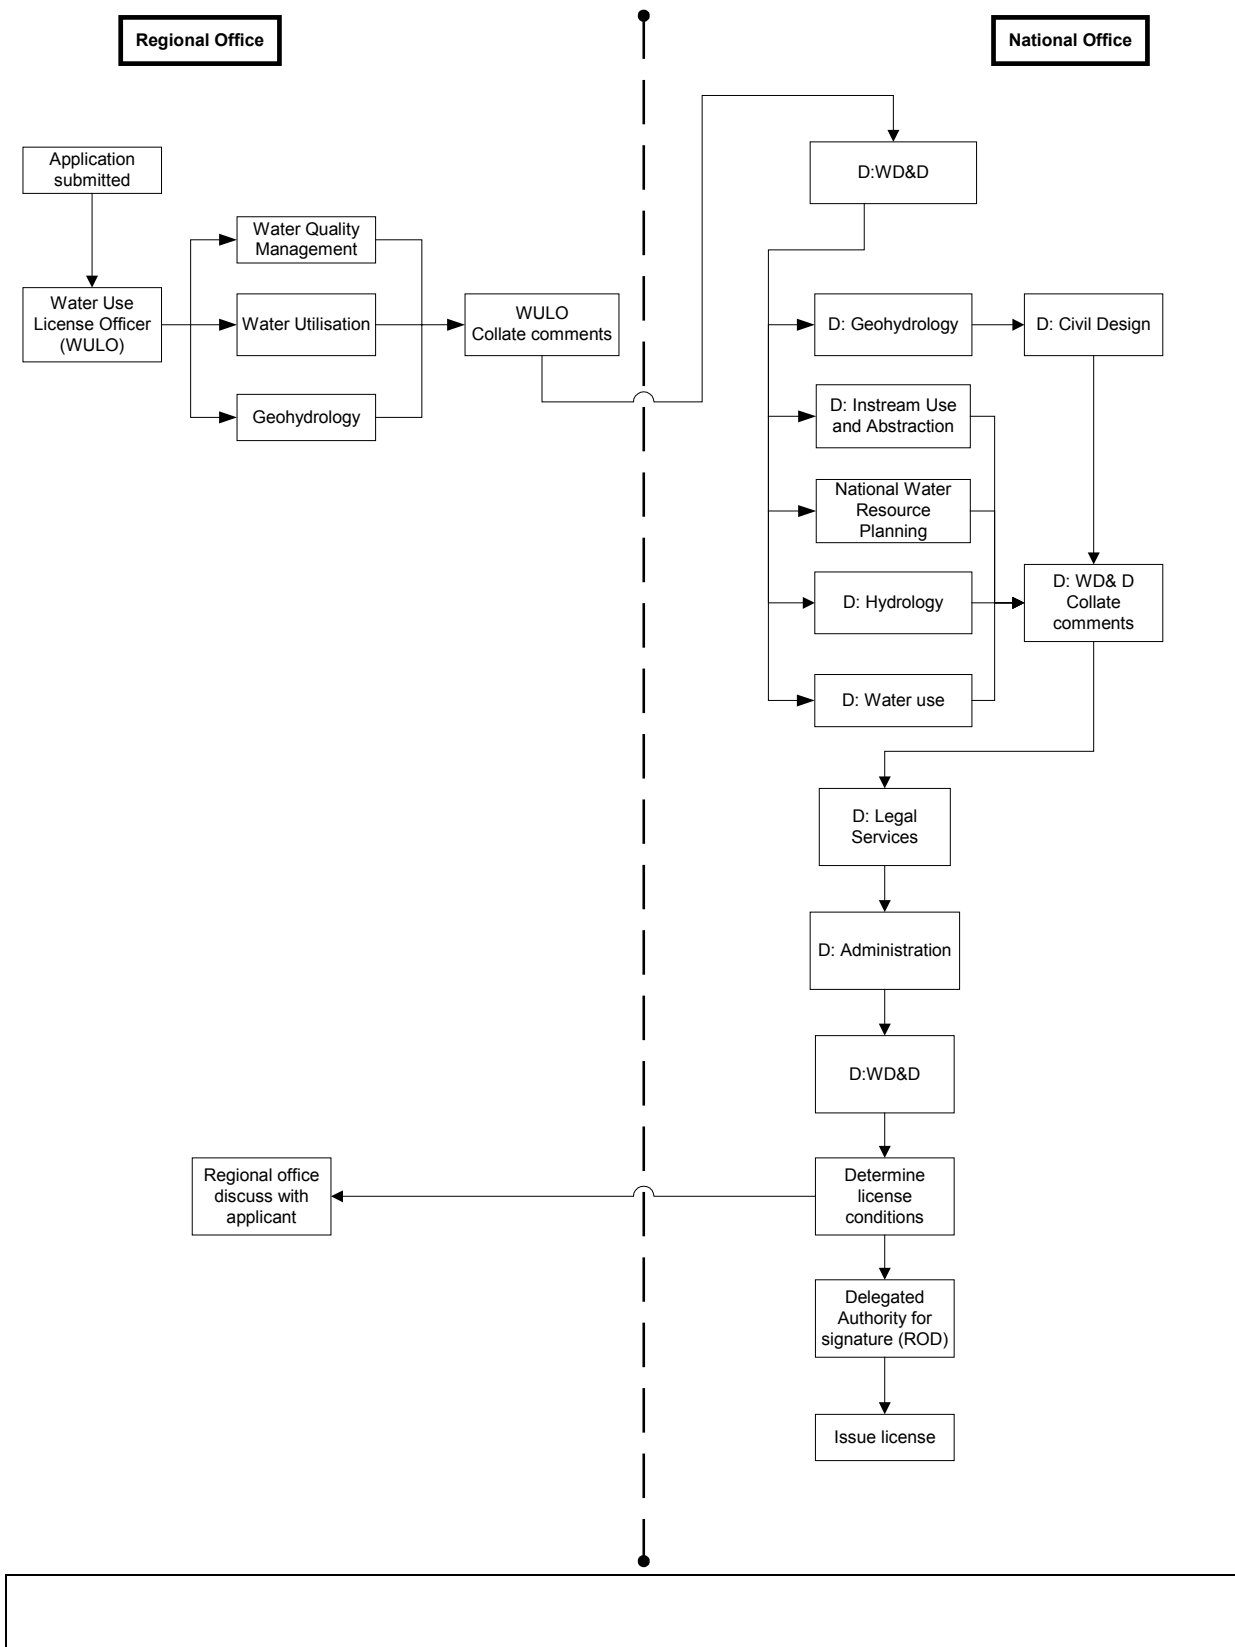 Regional Office
National Office
Application
submitted
Water Use
License Officer
(WULO)
Water Quality
Management
Water Utilisation
Geohydrology
WULO
Collate comments
D:WD&D
D: Geohydrology
D: Civil Design
D: Instream Use
and Abstraction
National Water
Resource
Planning
D: Hydrology
D: WD& D
Collate
comments
D: Water use
D: Legal
Services
D: Administration
D:WD&D
Regional office
discuss with
applicant
Determine
license
conditions
Delegated
Authority for
signature (ROD)
Issue license